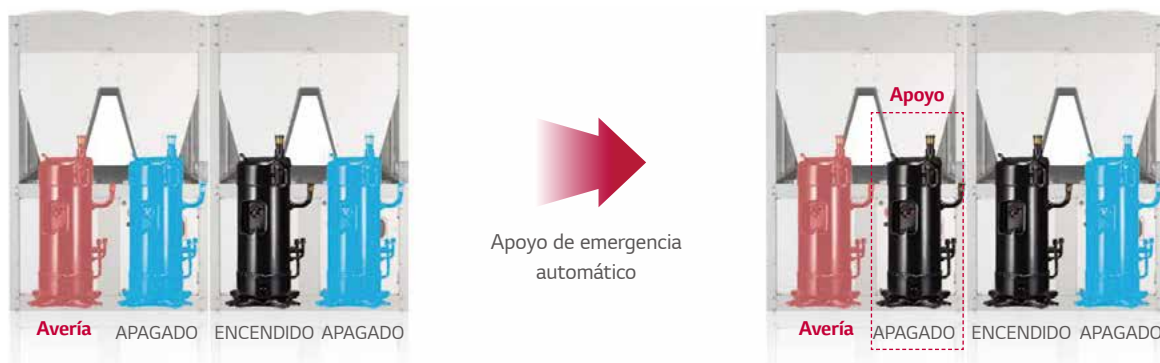 Apoyo
Apoyo de emergencia
automático
Avería APAGADO ENCENDIDO APAGADO
Avería APAGADO ENCENDIDO APAGADO